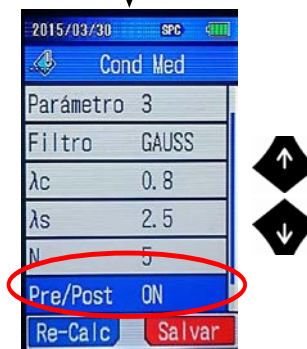 2015/03/30 SPC
Cond Med
Parámetro 3
Filtro GAUSS
λc 0.8
λs 2.5
N 5
Pre/Post ON
Re-Calc Salvar